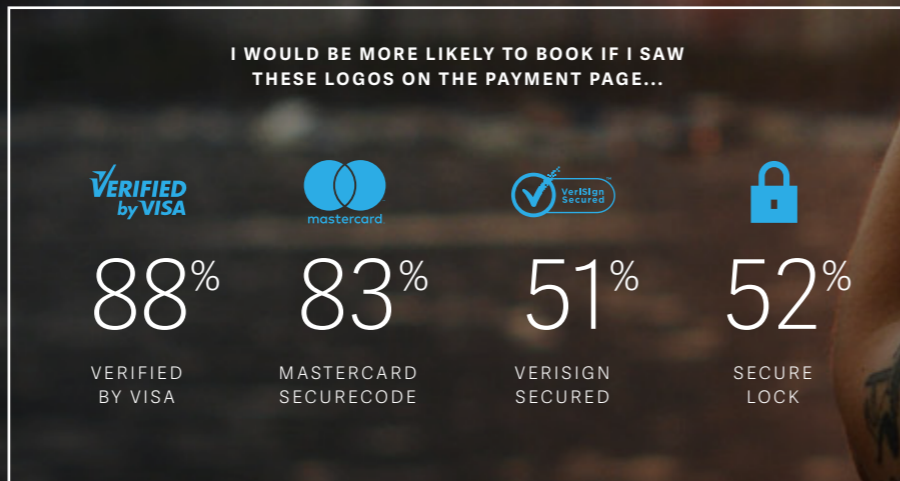 I WOULD BE MORE LIKELY TO BOOK IF I SAW
THESE LOGOS ON THE PAYMENT PAGE...
VERIFIED
by VISA
mastercard
VeriSign
Secured
88%
83%
51%
52%
VERIFIED
BY VISA
MASTERCARD
SECURECODE
VERISIGN
SECURED
SECURE
LOCK